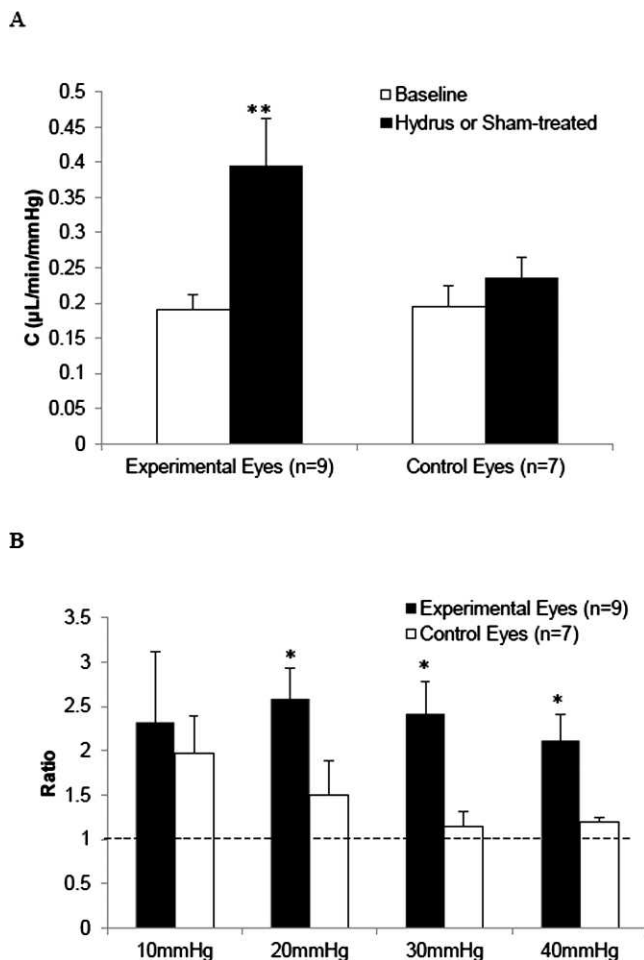 A
0.5
0.45
0.4
0.35
0.3
0.25
0.2
0.15
0.1
0.05
0
C (µL/min/mmHg)
**
Baseline
Hydrus or Sham-treated
Experimental Eyes (n=9)
Control Eyes (n=7)
B
3.5
3
2.5
2
1.5
1
0.5
0
Ratio
Experimental Eyes (n=9)
Control Eyes (n=7)
*
*
*
10mmHg
20mmHg
30mmHg
40mmHg